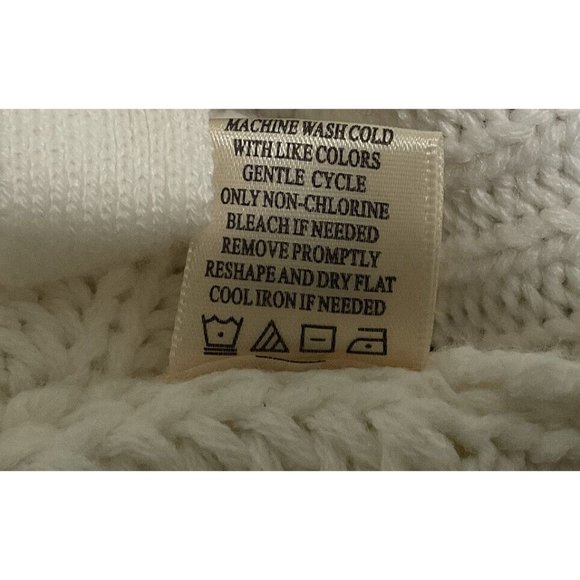 MACHINE WASH COLD
WITH LIKE COLORS
GENTLE CYCLE
ONLY NON-CHLORINE
BLEACH IF NEEDED
REMOVE PROMPTLY
RESHAPE AND DRY FLAT
COOL IRON IF NEEDED